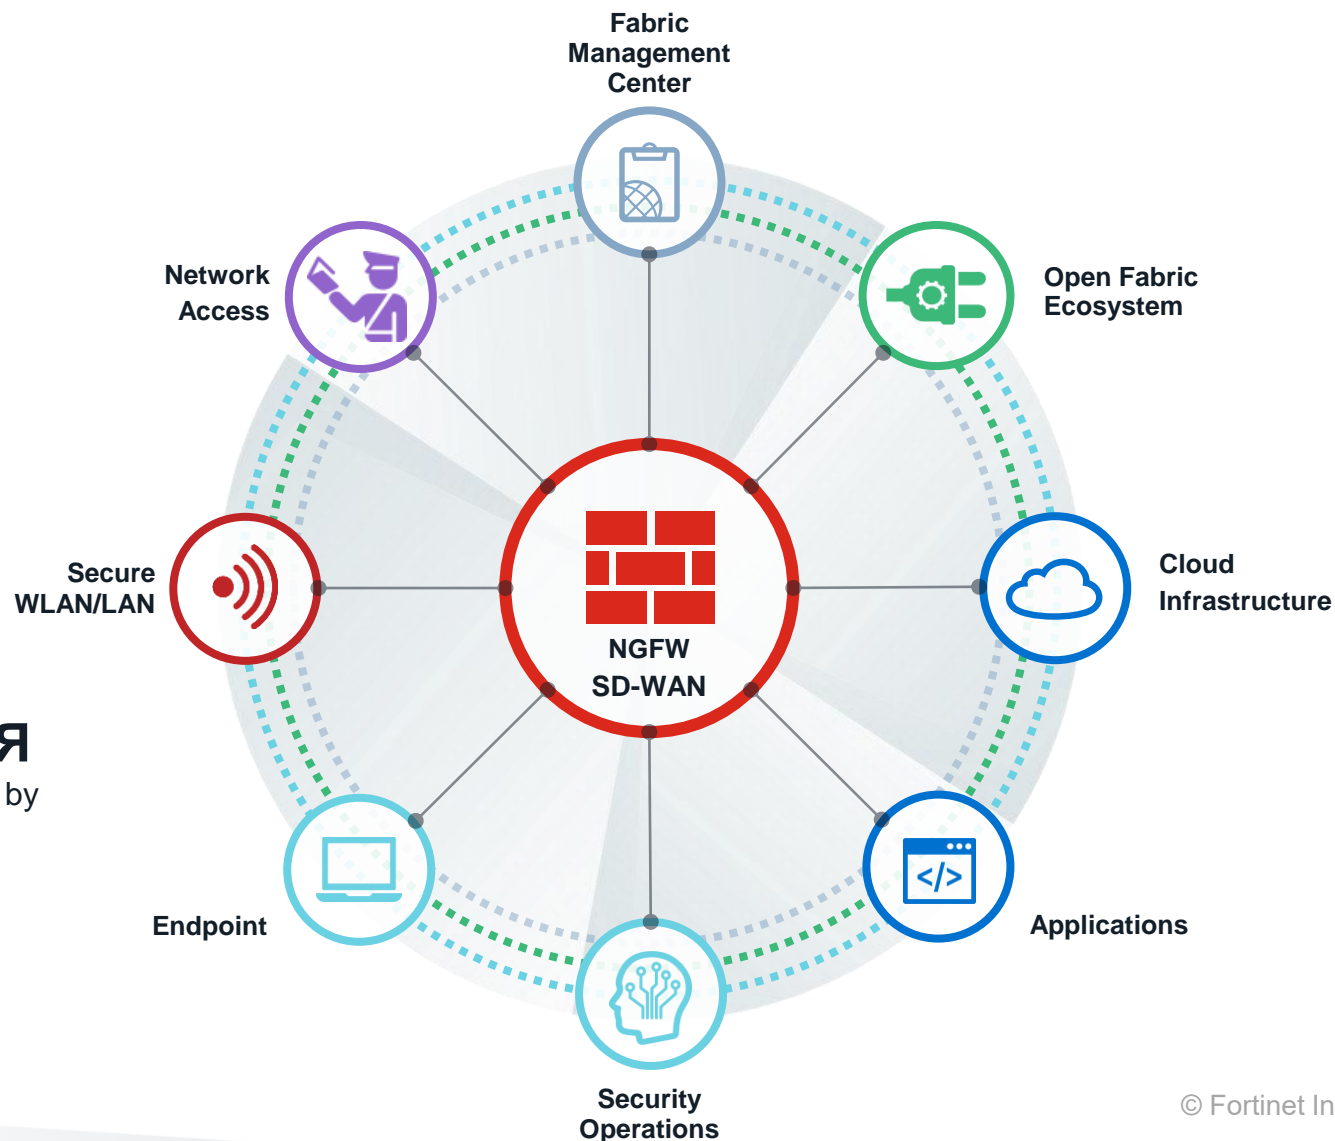 Fabric
Management
Center
Network
Access
Open Fabric
Ecosystem
Secure
WLAN/LAN
NGFW
SD-WAN
Cloud
Infrastructure
я
by
Endpoint
</>
Applications
Security
Operations
© Fortinet In